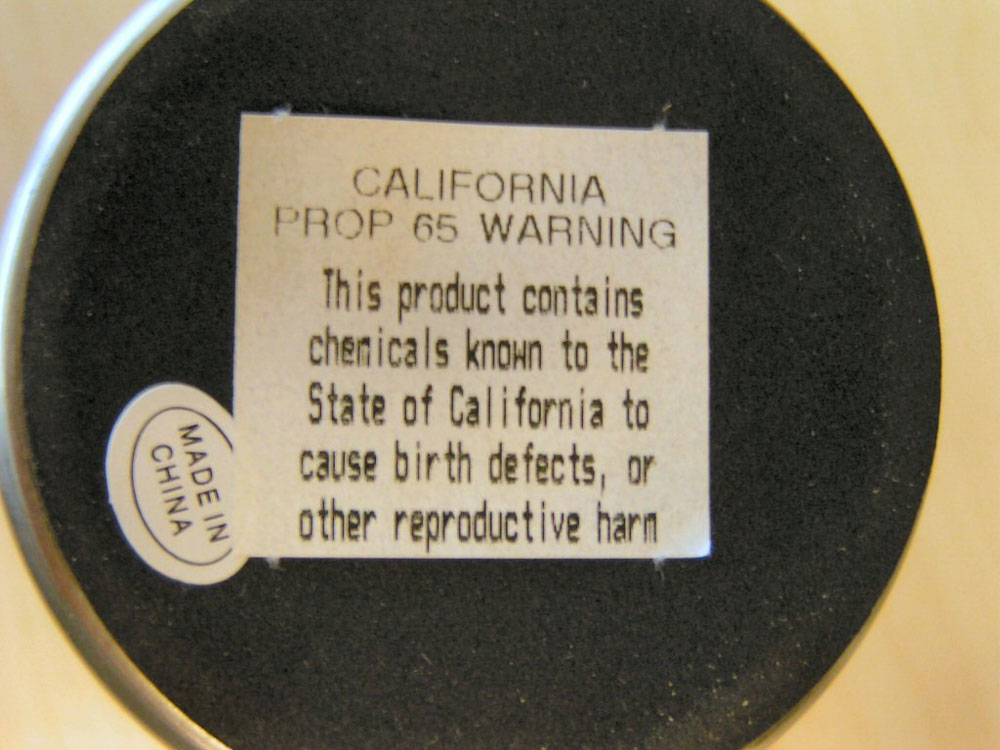 CALIFORNIA
PROP 65 WARNING
This product contains
chemicals known to the
State of California to
cause birth defects, or
other reproductive harm
MADE IN
CHINA